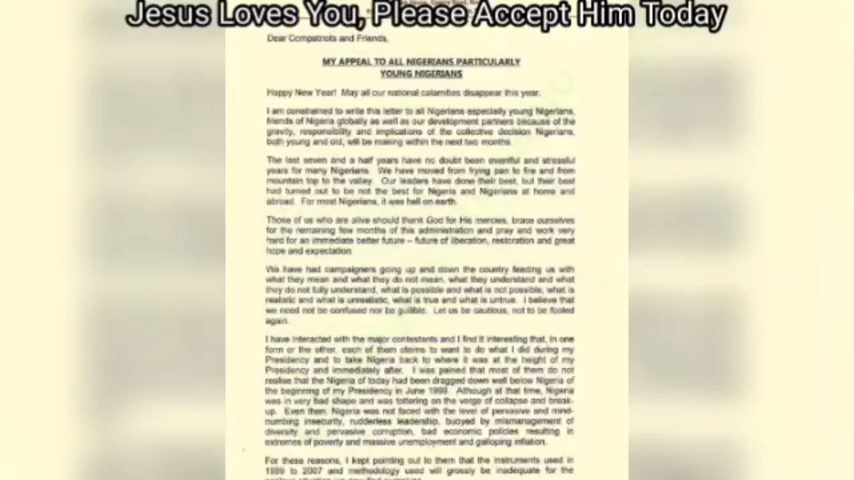 Jesus Loves You, Please Accept Him Today
Dear Compatriots and Friends,
MY APPEAL TO ALL NIGERIANS PARTICULARLY
YOUNG NIGERIANS
Happy New Year! May all our national calamities disappear this year.
I am constrained to write this letter to all Nigerians especially young Nigerians,
friends of Nigeria globally as well as our development partners because of the
gravity, responsibility and implications of the collective decision Nigerians,
both young and old, will be making within the next two months.
The last seven and a half years have no doubt been eventful and stressful
years for many Nigerians. We have moved from frying pan to fire and from
mountain top to the valley. Our leaders have done their best, but their best
had turned out to be not the best for Nigeria and Nigerians at home and
abroad. For most Nigerians, it was hell on earth.
Those of us who are alive should thank God for His mercies, brace ourselves
for the remaining few months of this administration and pray and work very
hard for an immediate better future – future of liberation, restoration and great
hope and expectation.
We have had campaigners going up and down the country feeding us with
what they mean and what they do not mean, what they understand and what
they do not fully understand, what is possible and what is not possible, what is
realistic and what is unrealistic, what is true and what is untrue. I believe that
we need not be confused nor be gullible. Let us be cautious, not to be fooled
again.
I have interacted with the major contestants and I find it interesting that, in one
form or the other, each of them claims to want to do what I did during my
Presidency and to take Nigeria back to where it was at the height of my
Presidency and immediately after. I was pained that most of them do not
realise that the Nigeria of today had been dragged down well below Nigeria of
the beginning of my Presidency in June 1999. Although at that time, Nigeria
was in very bad shape and was tottering on the verge of collapse and break-
up. Even then, Nigeria was not faced with the level of pervasive and mind-
numbing insecurity, rudderless leadership, buoyed by mismanagement of
diversity and pervasive corruption, bad economic policies resulting in
extremes of poverty and massive unemployment and galloping inflation.
For these reasons, I kept pointing out to them that the instruments used in
1999 to 2007 and methodology used will grossly be inadequate for the